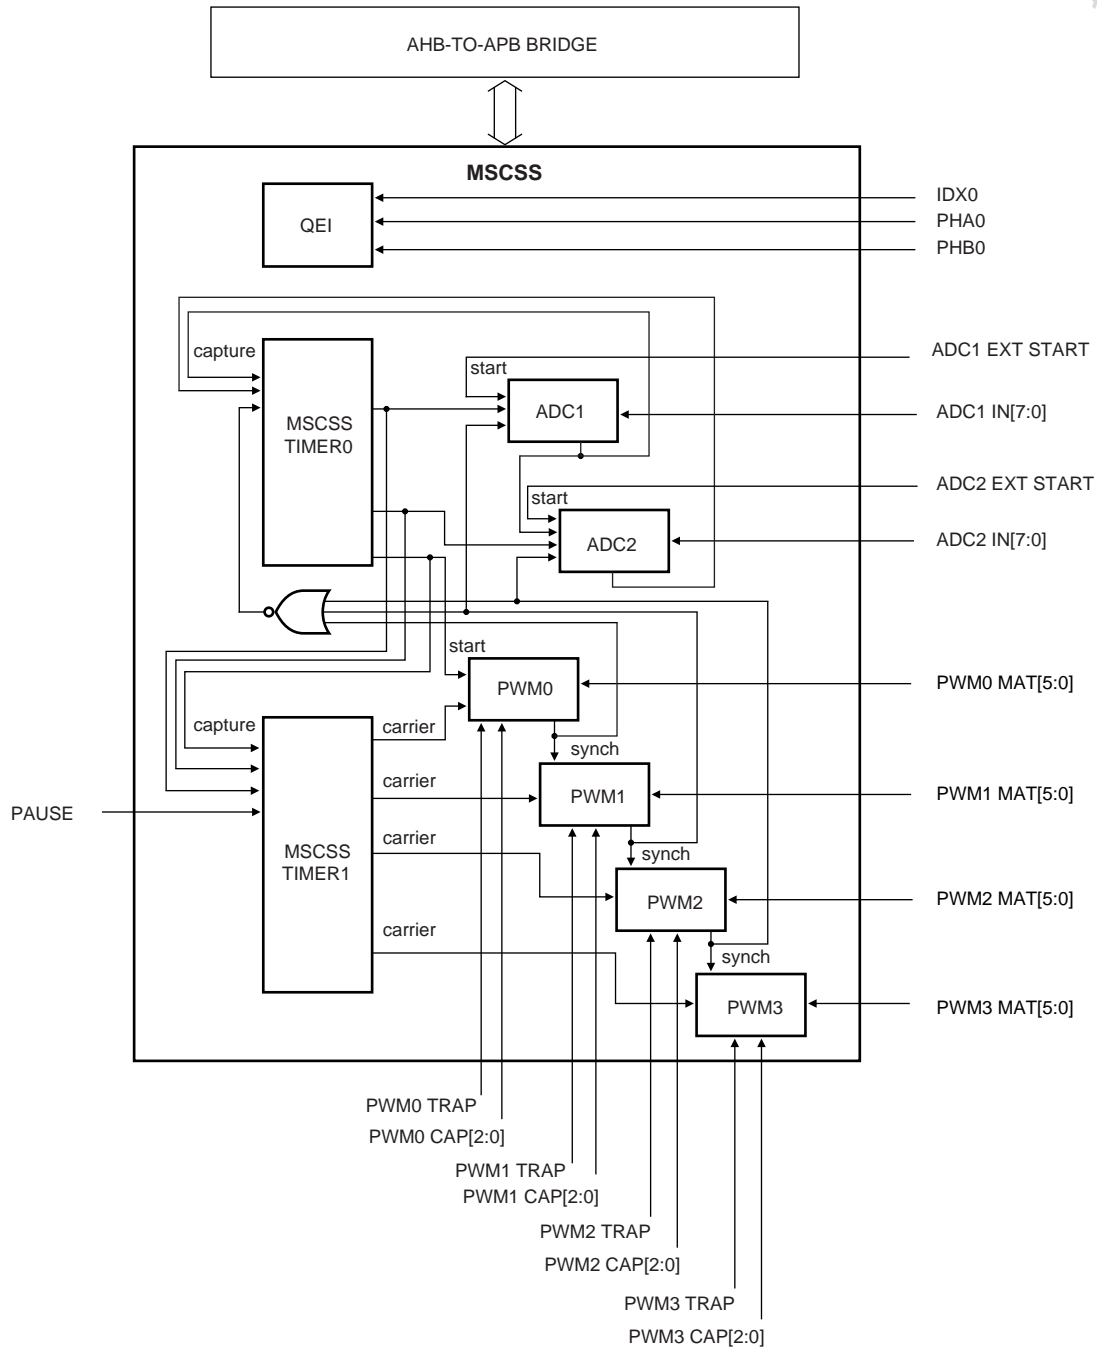 AHB-TO-APB BRIDGE
MSCSS
QEI
IDX0
PHA0
PHB0
capture
MSCSS
TIMER0
start
ADC1
ADC1 EXT START
ADC1 IN[7:0]
start
ADC2
ADC2 EXT START
ADC2 IN[7:0]
start
PWM0
PWM0 MAT[5:0]
capture
carrier
synch
carrier
PWM1
PWM1 MAT[5:0]
PAUSE
MSCSS
TIMER1
carrier
synch
PWM2
PWM2 MAT[5:0]
carrier
synch
PWM3
PWM3 MAT[5:0]
PWM0 TRAP
PWM0 CAP[2:0]
PWM1 TRAP
PWM1 CAP[2:0]
PWM2 TRAP
PWM2 CAP[2:0]
PWM3 TRAP
PWM3 CAP[2:0]